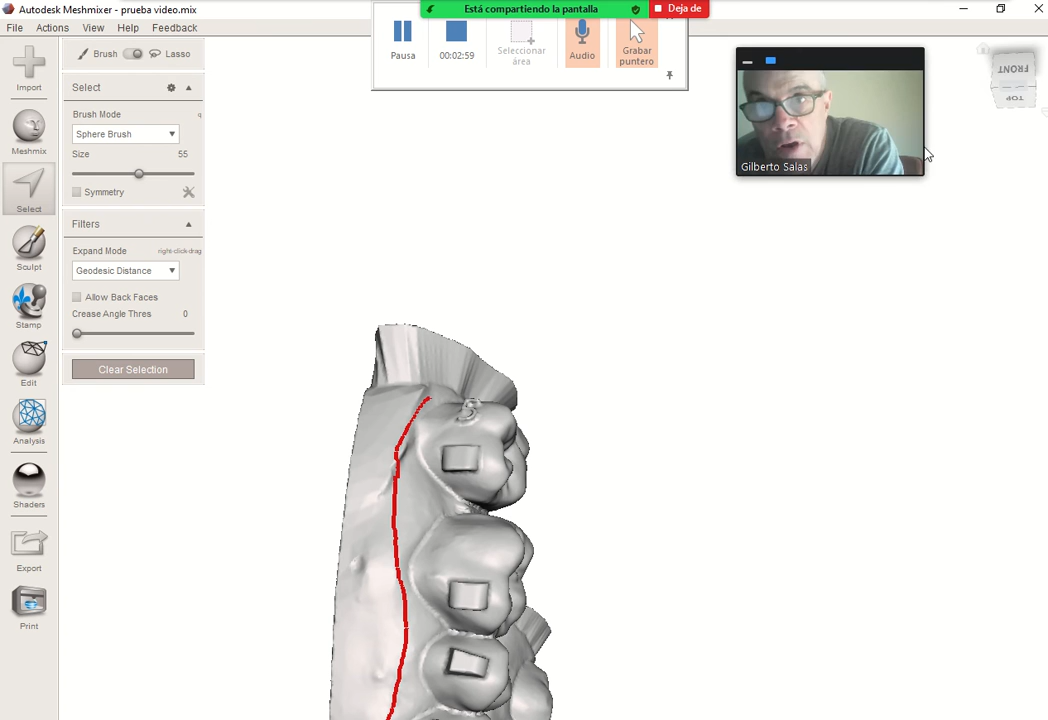 Autodesk Meshmixer - prueba video.mix
Está compartiendo la pantalla
Deja de
File Actions View Help Feedback
Pausa
00:02:59
Seleccionar
área
Audio
Grabar
puntero
Import
Meshmix
Select
Sculpt
Stamp
Edit
Analysis
Shaders
Export
Print
Brush
Lasso
Select
Brush Mode
q
Sphere Brush
Size 55
Symmetry
Filters
Expand Mode
right-click-drag
Geodesic Distance
Allow Back Faces
Crease Angle Thres 0
Clear Selection
Gilberto Salas
FRONT
TOP